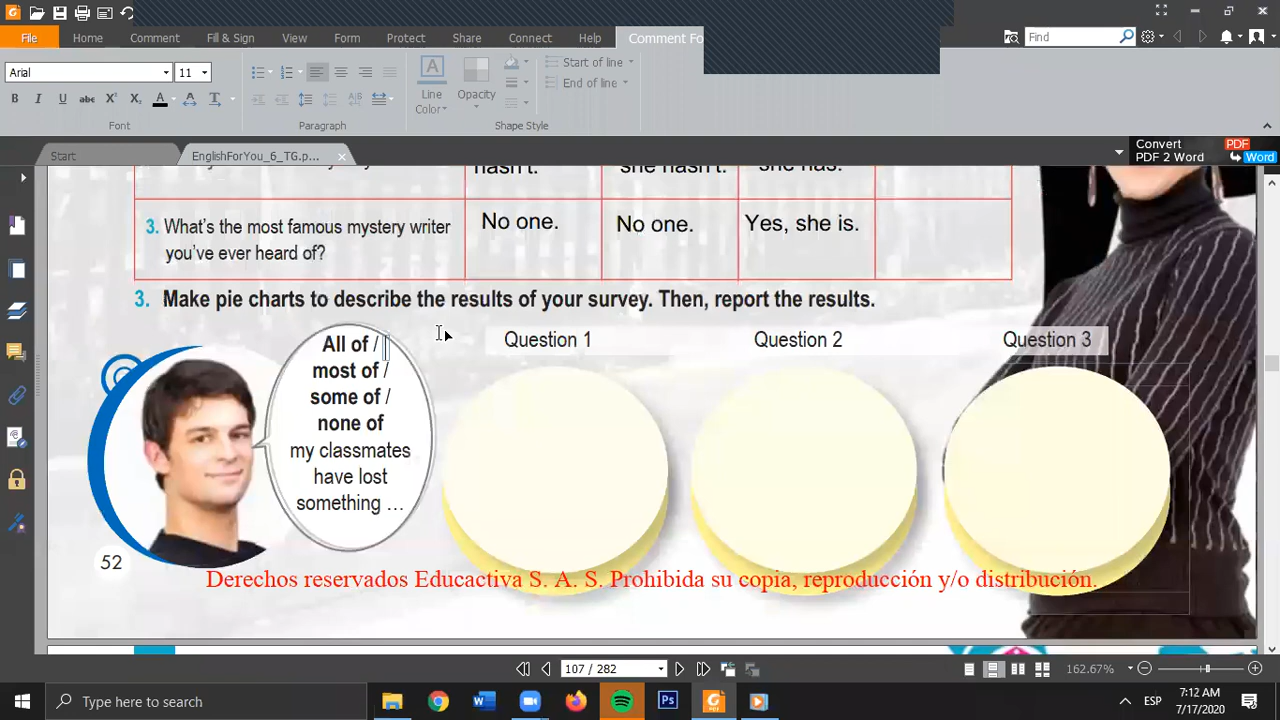 File Home Comment Fill & Sign View Form Protect Share Connect Help Comment Fo
Find
Arial 11
Line Color
Opacity
Start of line
End of line
Font Paragraph Shape Style
Start EnglishForYou_6_TG.p...
Convert PDF
PDF 2 Word Word
hasn't. she hasn't. she has.
3. What's the most famous mystery writer
you've ever heard of?
No one. No one. Yes, she is.
3. Make pie charts to describe the results of your survey. Then, report the results.
All of /
most of /
some of /
none of
my classmates
have lost
something ...
Question 1 Question 2 Question 3
52
Derechos reservados Educactiva S. A. S. Prohibida su copia, reproducción y/o distribución.
107 / 282 162.67%
Type here to search
Ps
ESP
7:12 AM
7/17/2020